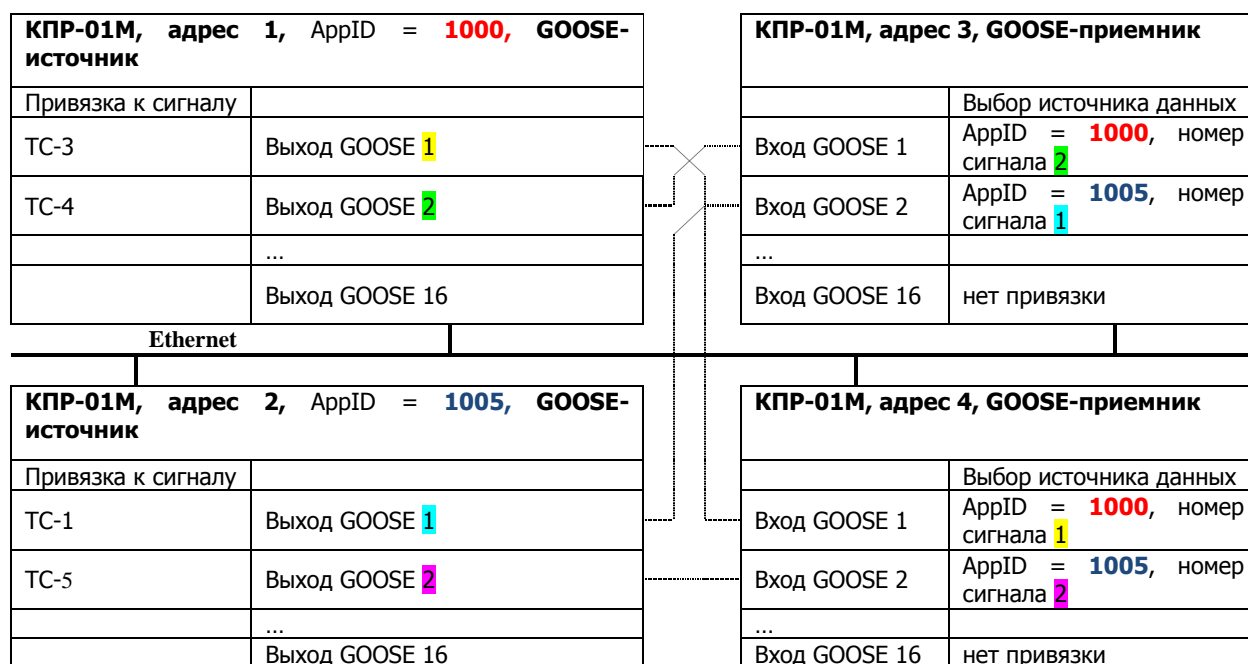 КПР-01М, адрес 1, AppID = 1000, GOOSE-
источник
Привязка к сигналу
ТС-3 Выход GOOSE 1
ТС-4 Выход GOOSE 2
...
Выход GOOSE 16
КПР-01М, адрес 3, GOOSE-приемник
Выбор источника данных
Вход GOOSE 1 AppID = 1000, номер
сигнала 2
Вход GOOSE 2 AppID = 1005, номер
сигнала 1
...
Вход GOOSE 16 нет привязки
Ethernet
КПР-01М, адрес 2, AppID = 1005, GOOSE-
источник
Привязка к сигналу
ТС-1 Выход GOOSE 1
ТС-5 Выход GOOSE 2
...
Выход GOOSE 16
КПР-01М, адрес 4, GOOSE-приемник
Выбор источника данных
Вход GOOSE 1 AppID = 1000, номер
сигнала 1
Вход GOOSE 2 AppID = 1005, номер
сигнала 2
...
Вход GOOSE 16 нет привязки